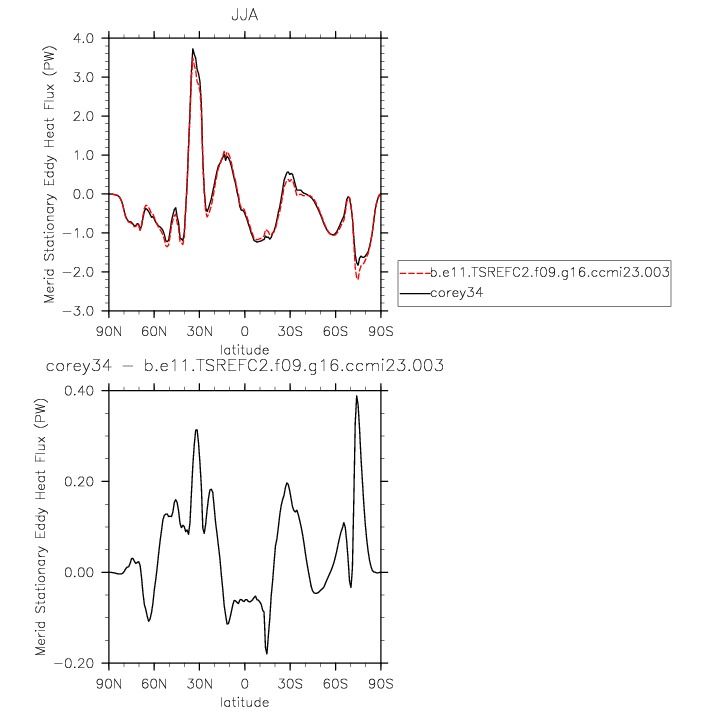 JJA
Merid Stationary Eddy Heat Flux (PW)
4.0
3.0
2.0
1.0
0.0
−1.0
−2.0
−3.0
90N 60N 30N 0 30S 60S 90S
latitude
b.e11.TSREFC2.f09.g16.ccmi23.003
corey34
corey34 − b.e11.TSREFC2.f09.g16.ccmi23.003
Merid Stationary Eddy Heat Flux (PW)
0.40
0.20
0.00
−0.20
90N 60N 30N 0 30S 60S 90S
latitude